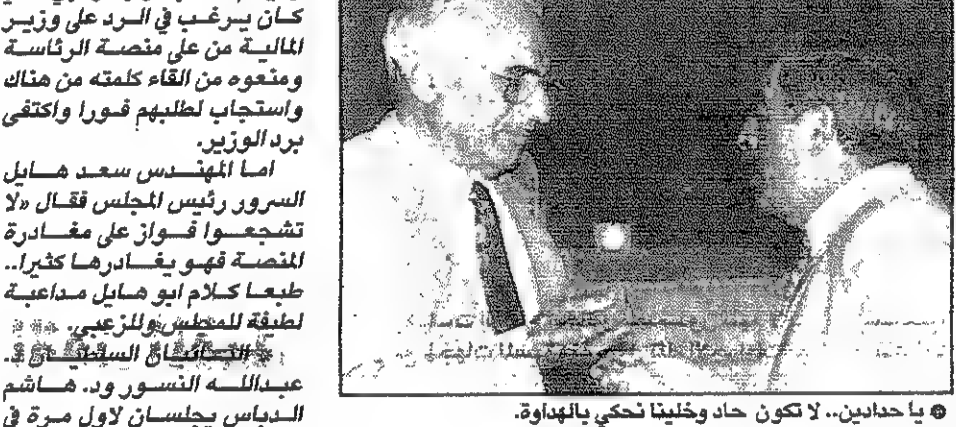 كان يرغب في الرد على وزير
المالية من على منصة الرئاسة
ومنعوه من القاء كلمته من هناك
واستجاب لطلبهم فورا واكتفى
برد الوزير.
اما المهندس سعد هايل
السرور رئيس المجلس فقال «لا
تشجعوا فواز على مغادرة
المنصة فهو يغادرها كثيرا..
طبعا كلام ابو هايل مداعبة
لطيفة للمجلس وللزعبي.
عبدالله النسور ود. هاشم
الدباس يجلسان لاول مرة في
يا حدادين.. لا تكون حاد وخلينا نحكي بالهداوة.